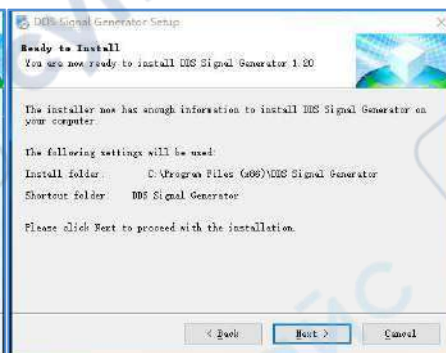 DDS Signal Generator Setup
Ready to Install
You are now ready to install DDS Signal Generator 1.20
The installer now has enough information to install DDS Signal Generator on
your computer.
The following settings will be used:
Install folder: C:\Program Files (x86)\DDS Signal Generator
Shortcut folder: DDS Signal Generator
Please click Next to proceed with the installation.
< Back
Next >
Cancel